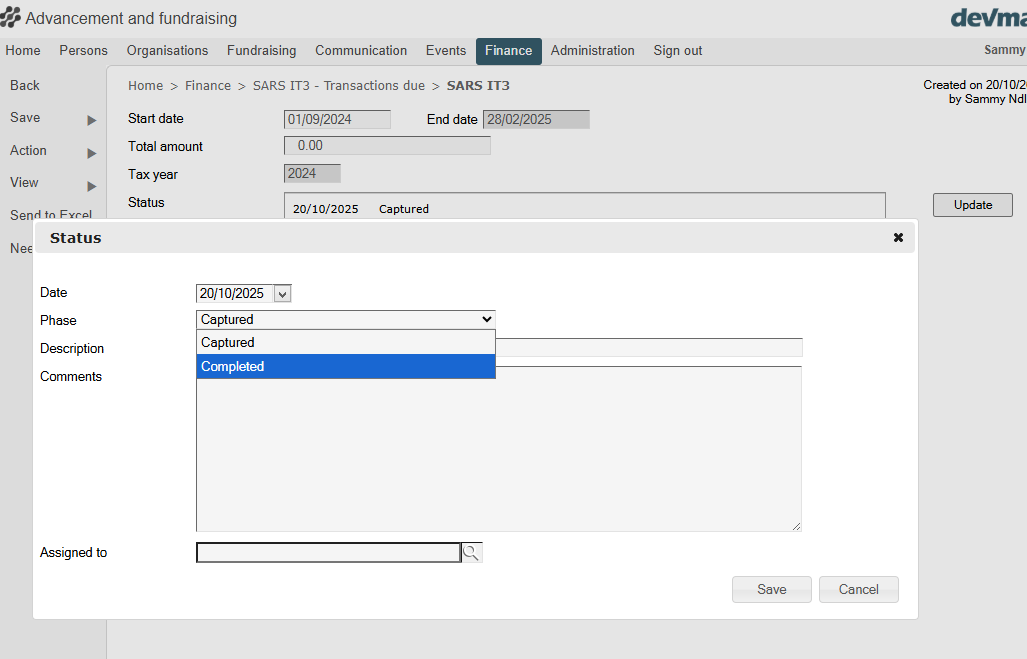 Advancement and fundraising
devma
Home Persons Organisations Fundraising Communication Events Finance Administration Sign out Sammy
Back
Save
Action
View
Send to Excel
Nee
Home > Finance > SARS IT3 - Transactions due > SARS IT3
Created on 20/10/20
by Sammy Ndl
Start date 01/09/2024 End date 28/02/2025
Total amount 0.00
Tax year 2024
Status 20/10/2025 Captured
Update
Status
Date 20/10/2025
Phase Captured
Captured
Completed
Description
Comments
Assigned to
Save Cancel